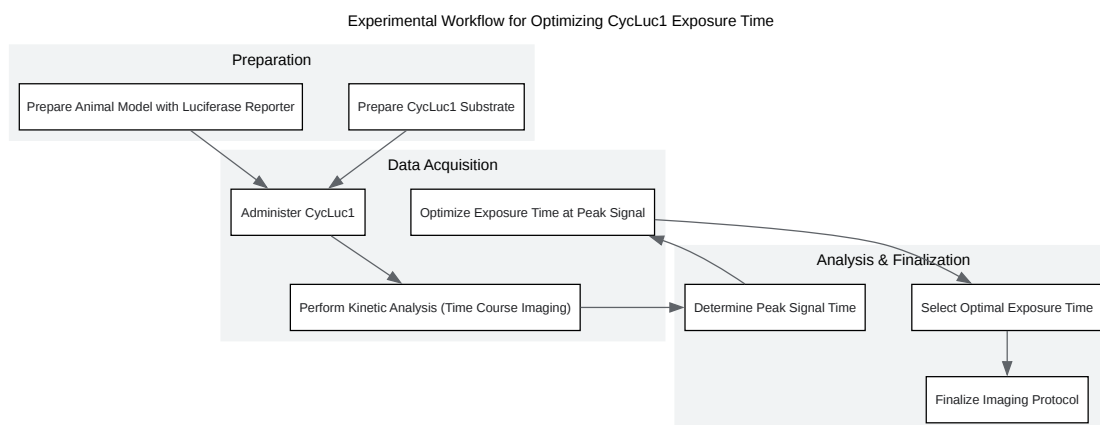 Experimental Workflow for Optimizing CycLuc1 Exposure Time
Preparation
Prepare Animal Model with Luciferase Reporter
Prepare CycLuc1 Substrate
Data Acquisition
Administer CycLuc1
Optimize Exposure Time at Peak Signal
Perform Kinetic Analysis (Time Course Imaging)
Analysis & Finalization
Determine Peak Signal Time
Select Optimal Exposure Time
Finalize Imaging Protocol